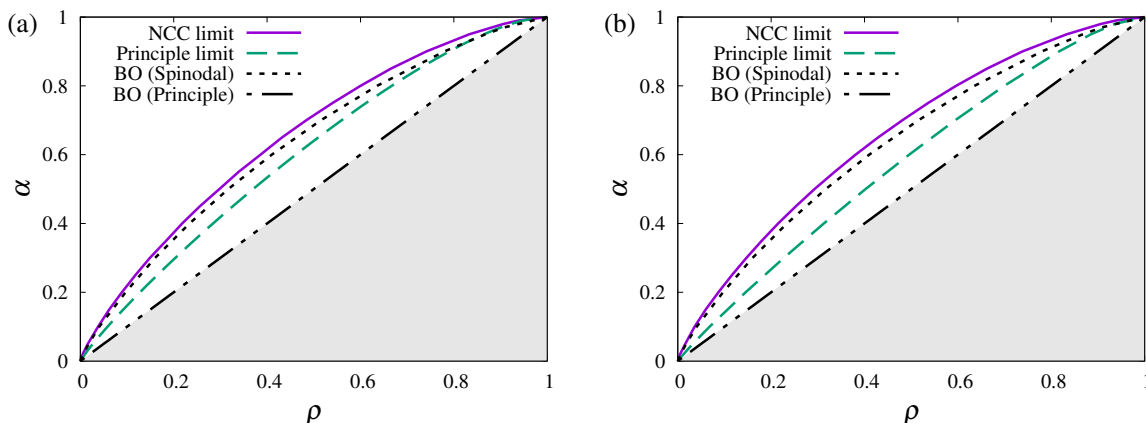 (a)
NCC limit
Principle limit
BO (Spinodal)
BO (Principle)
1
0.8
0.6
0.4
0.2
0
α
0 0.2 0.4 0.6 0.8 1
ρ
(b)
NCC limit
Principle limit
BO (Spinodal)
BO (Principle)
1
0.8
0.6
0.4
0.2
0
α
0 0.2 0.4 0.6 0.8 1
ρ